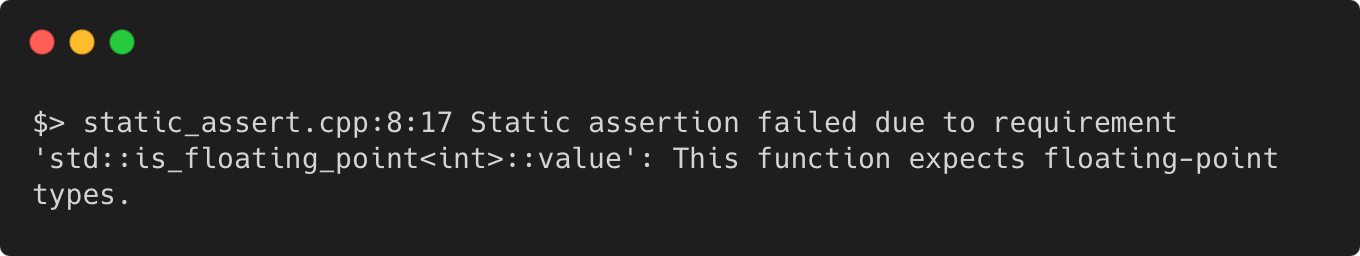 $> static_assert.cpp:8:17 Static assertion failed due to requirement
'std::is_floating_point<int>::value': This function expects floating-point
types.